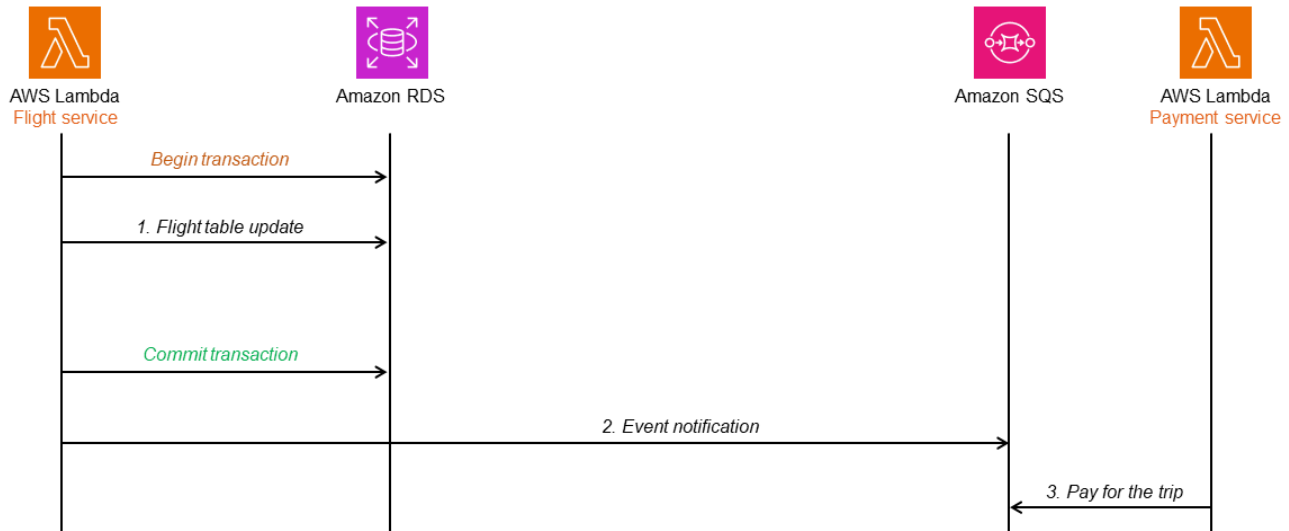 AWS Lambda
Flight service
Amazon RDS
Amazon SQS
AWS Lambda
Payment service
Begin transaction
1. Flight table update
Commit transaction
2. Event notification
3. Pay for the trip